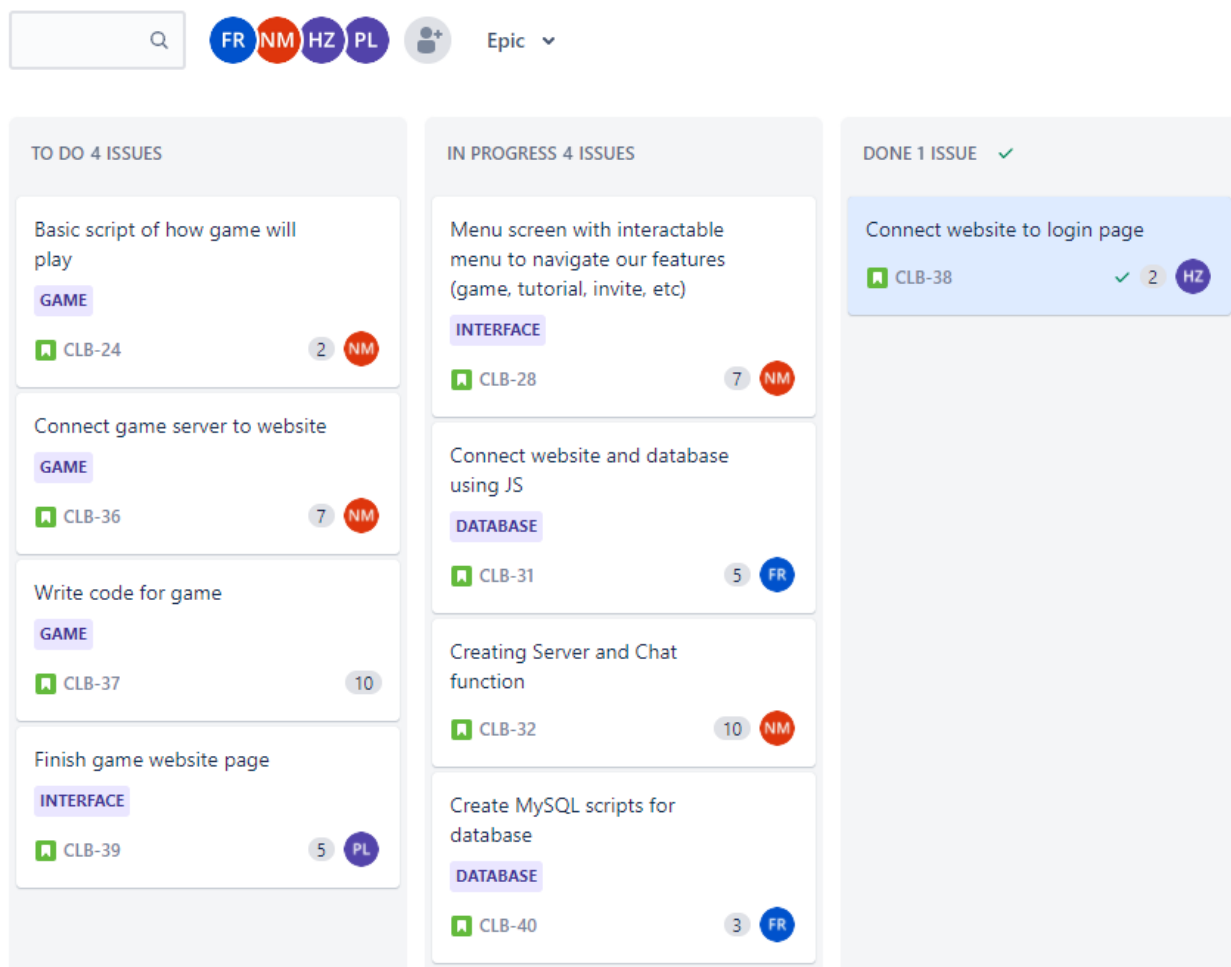 FR NM HZ PL Epic
TO DO 4 ISSUES
Basic script of how game will
play
GAME
CLB-24 2 NM
Connect game server to website
GAME
CLB-36 7 NM
Write code for game
GAME
CLB-37 10
Finish game website page
INTERFACE
CLB-39 5 PL
IN PROGRESS 4 ISSUES
Menu screen with interactable
menu to navigate our features
(game, tutorial, invite, etc)
INTERFACE
CLB-28 7 NM
Connect website and database
using JS
DATABASE
CLB-31 5 FR
Creating Server and Chat
function
CLB-32 10 NM
Create MySQL scripts for
database
DATABASE
CLB-40 3 FR
DONE 1 ISSUE
Connect website to login page
CLB-38 2 HZ